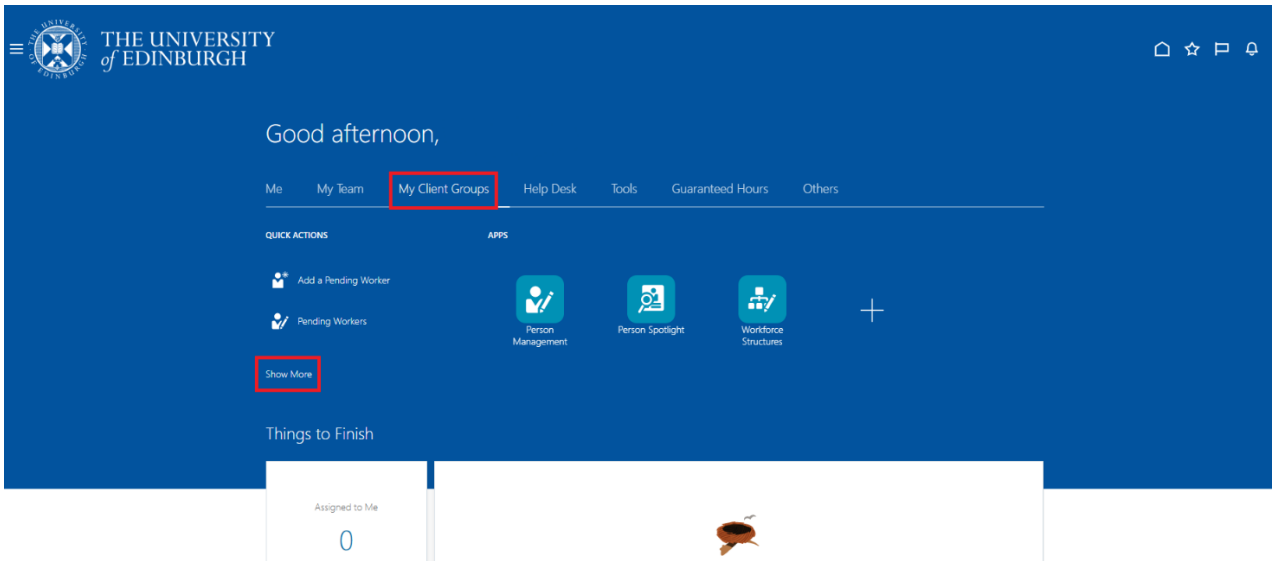 THE UNIVERSITY
of EDINBURGH
Good afternoon,
Me My Team My Client Groups Help Desk Tools Guaranteed Hours Others
QUICK ACTIONS
Add a Pending Worker
Pending Workers
Show More
APPS
Person
Management
Person Spotlight
Workforce
Structures
Things to Finish
Assigned to Me
0